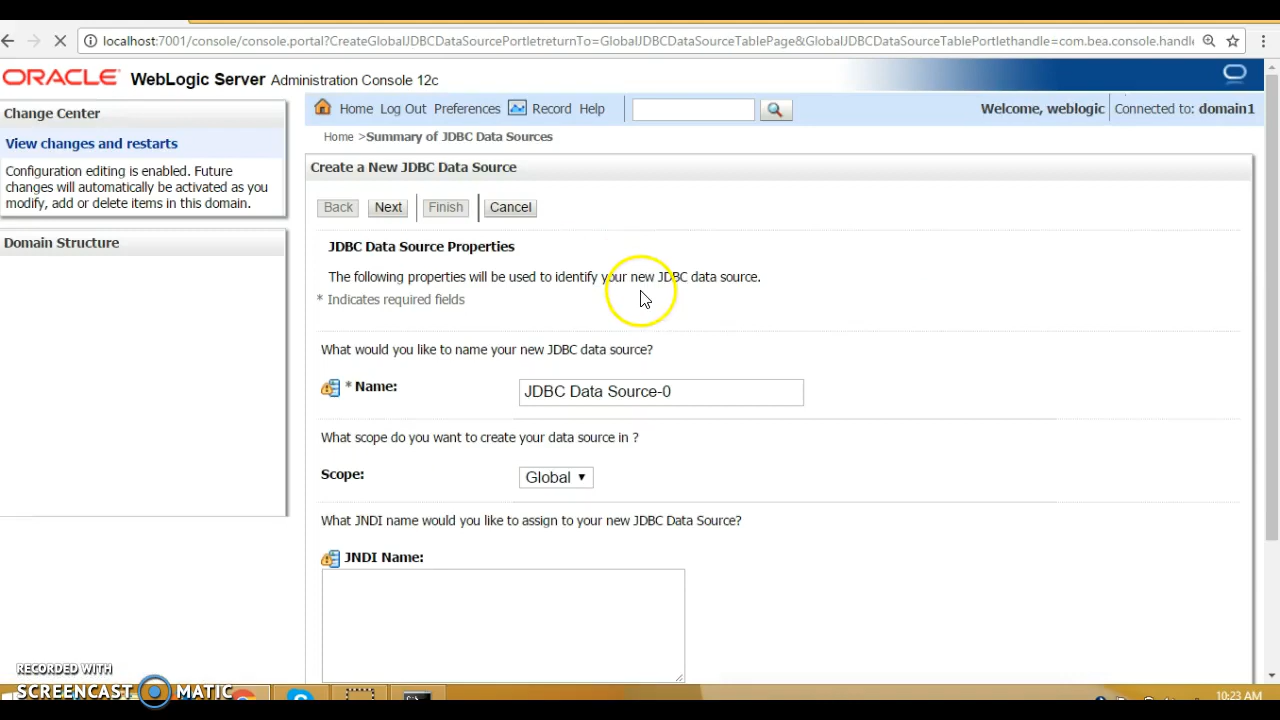 localhost:7001/console/console.portal?CreateGlobalJDBCDataSourcePortletreturnTo=GlobalJDBCDataSourceTablePage&GlobalJDBCDataSourceTablePortlethandle=com.bea.console.handle
ORACLE WebLogic Server Administration Console 12c
Change Center
View changes and restarts
Configuration editing is enabled. Future
changes will automatically be activated as you
modify, add or delete items in this domain.
Domain Structure
Home Log Out Preferences Record Help
Welcome, weblogic Connected to: domain1
Home >Summary of JDBC Data Sources
Create a New JDBC Data Source
Back Next Finish Cancel
JDBC Data Source Properties
The following properties will be used to identify your new JDBC data source.
* Indicates required fields
What would you like to name your new JDBC data source?
* Name: JDBC Data Source-0
What scope do you want to create your data source in ?
Scope: Global
What JNDI name would you like to assign to your new JDBC Data Source?
JNDI Name:
RECORDED WITH
SCREENCAST MATIC
10:23 AM